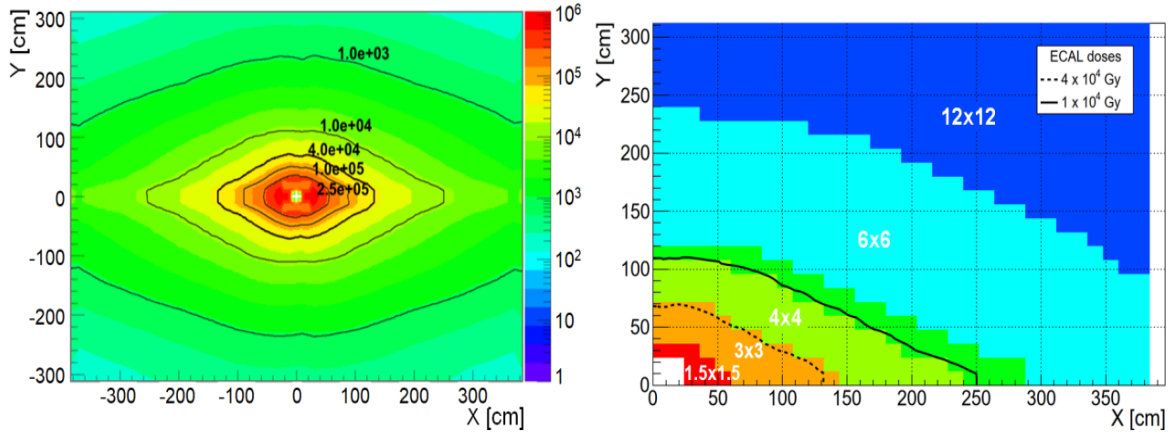 Y [cm]
300
200
100
0
-100
-200
-300
1.0e+03
1.0e+04
4.0e+04
1.0e+05
2.5e+05
-300 -200 -100 0 100 200 300
X [cm]
10⁶
10⁵
10⁴
10³
10²
10
1
Y [cm]
300
250
200
150
100
50
0
ECAL doses
4 x 10⁴ Gy
1 x 10⁴ Gy
12x12
6x6
4x4
3x3
1.5x1.5
0 50 100 150 200 250 300 350
X [cm]